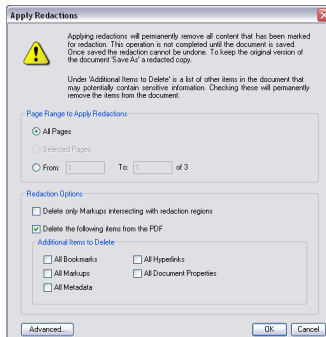 Apply Redactions
Applying redactions will permanently remove all content that has been marked
for redaction. This operation is not completed until the document is saved.
Once saved the redaction cannot be undone. To keep the original version of
the document 'Save As' a redacted copy.
Under 'Additional Items to Delete' is a list of other items in the document that
may potentially contain sensitive information. Checking these will permanently
remove the items from the document.
Page Range to Apply Redactions
All Pages
Selected Pages
From: 1 To: 1 of 3
Redaction Options
Delete only Markups intersecting with redaction regions
Delete the following items from the PDF
Additional Items to Delete
All Bookmarks All Hyperlinks
All Markups All Document Properties
All Metadata
Advanced... OK Cancel